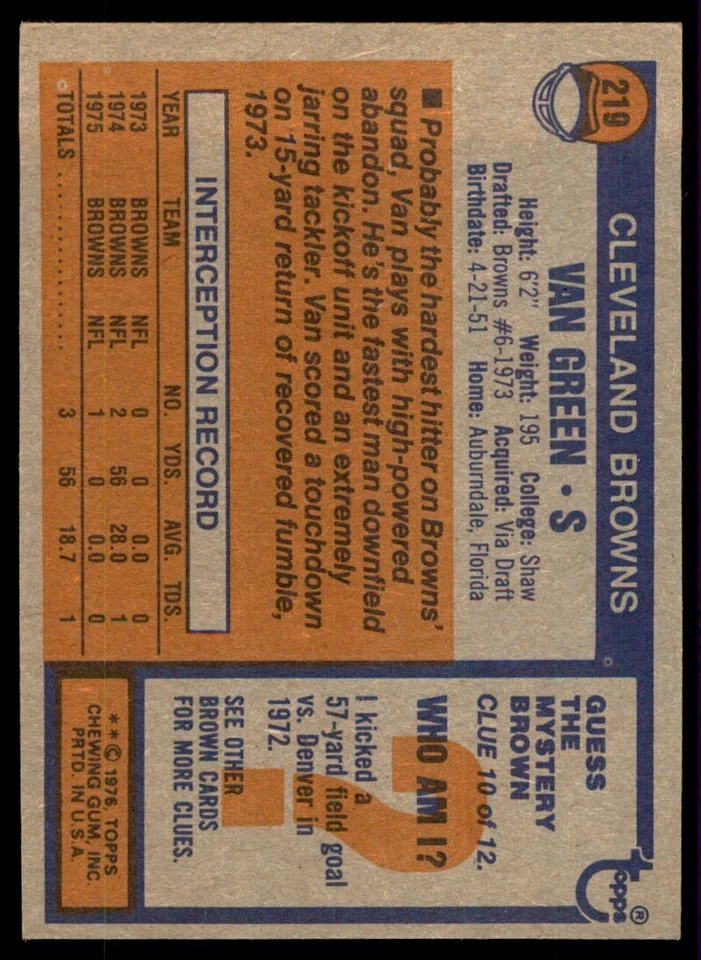 219
CLEVELAND BROWNS
VAN GREEN • S
Height: 6'2" Weight: 195 College: Shaw
Drafted: Browns #6-1973 Acquired: Via Draft
Birthdate: 4-21-51 Home: Auburndale, Florida
■ Probably the hardest hitter on Browns'
squad, Van plays with high-powered
abandon. He's the fastest man downfield
on the kickoff unit and an extremely
jarring tackler. Van scored a touchdown
on 15-yard return of recovered fumble,
1973.
INTERCEPTION RECORD
YEAR TEAM NO. YDS. AVG. TDS.
1973 BROWNS NFL 0 0 0.0 0
1974 BROWNS NFL 2 56 28.0 1
1975 BROWNS NFL 1 0 0.0 0
TOTALS .................... 3 56 18.7 1
GUESS
THE
MYSTERY
BROWN
CLUE 10 of 12.
WHO AM I?
I kicked a
57-yard field goal
vs. Denver in
1972.
SEE OTHER
BROWN CARDS
FOR MORE CLUES.
topps®
**© 1976, TOPPS
CHEWING GUM, INC.
PRTD. IN U.S.A.